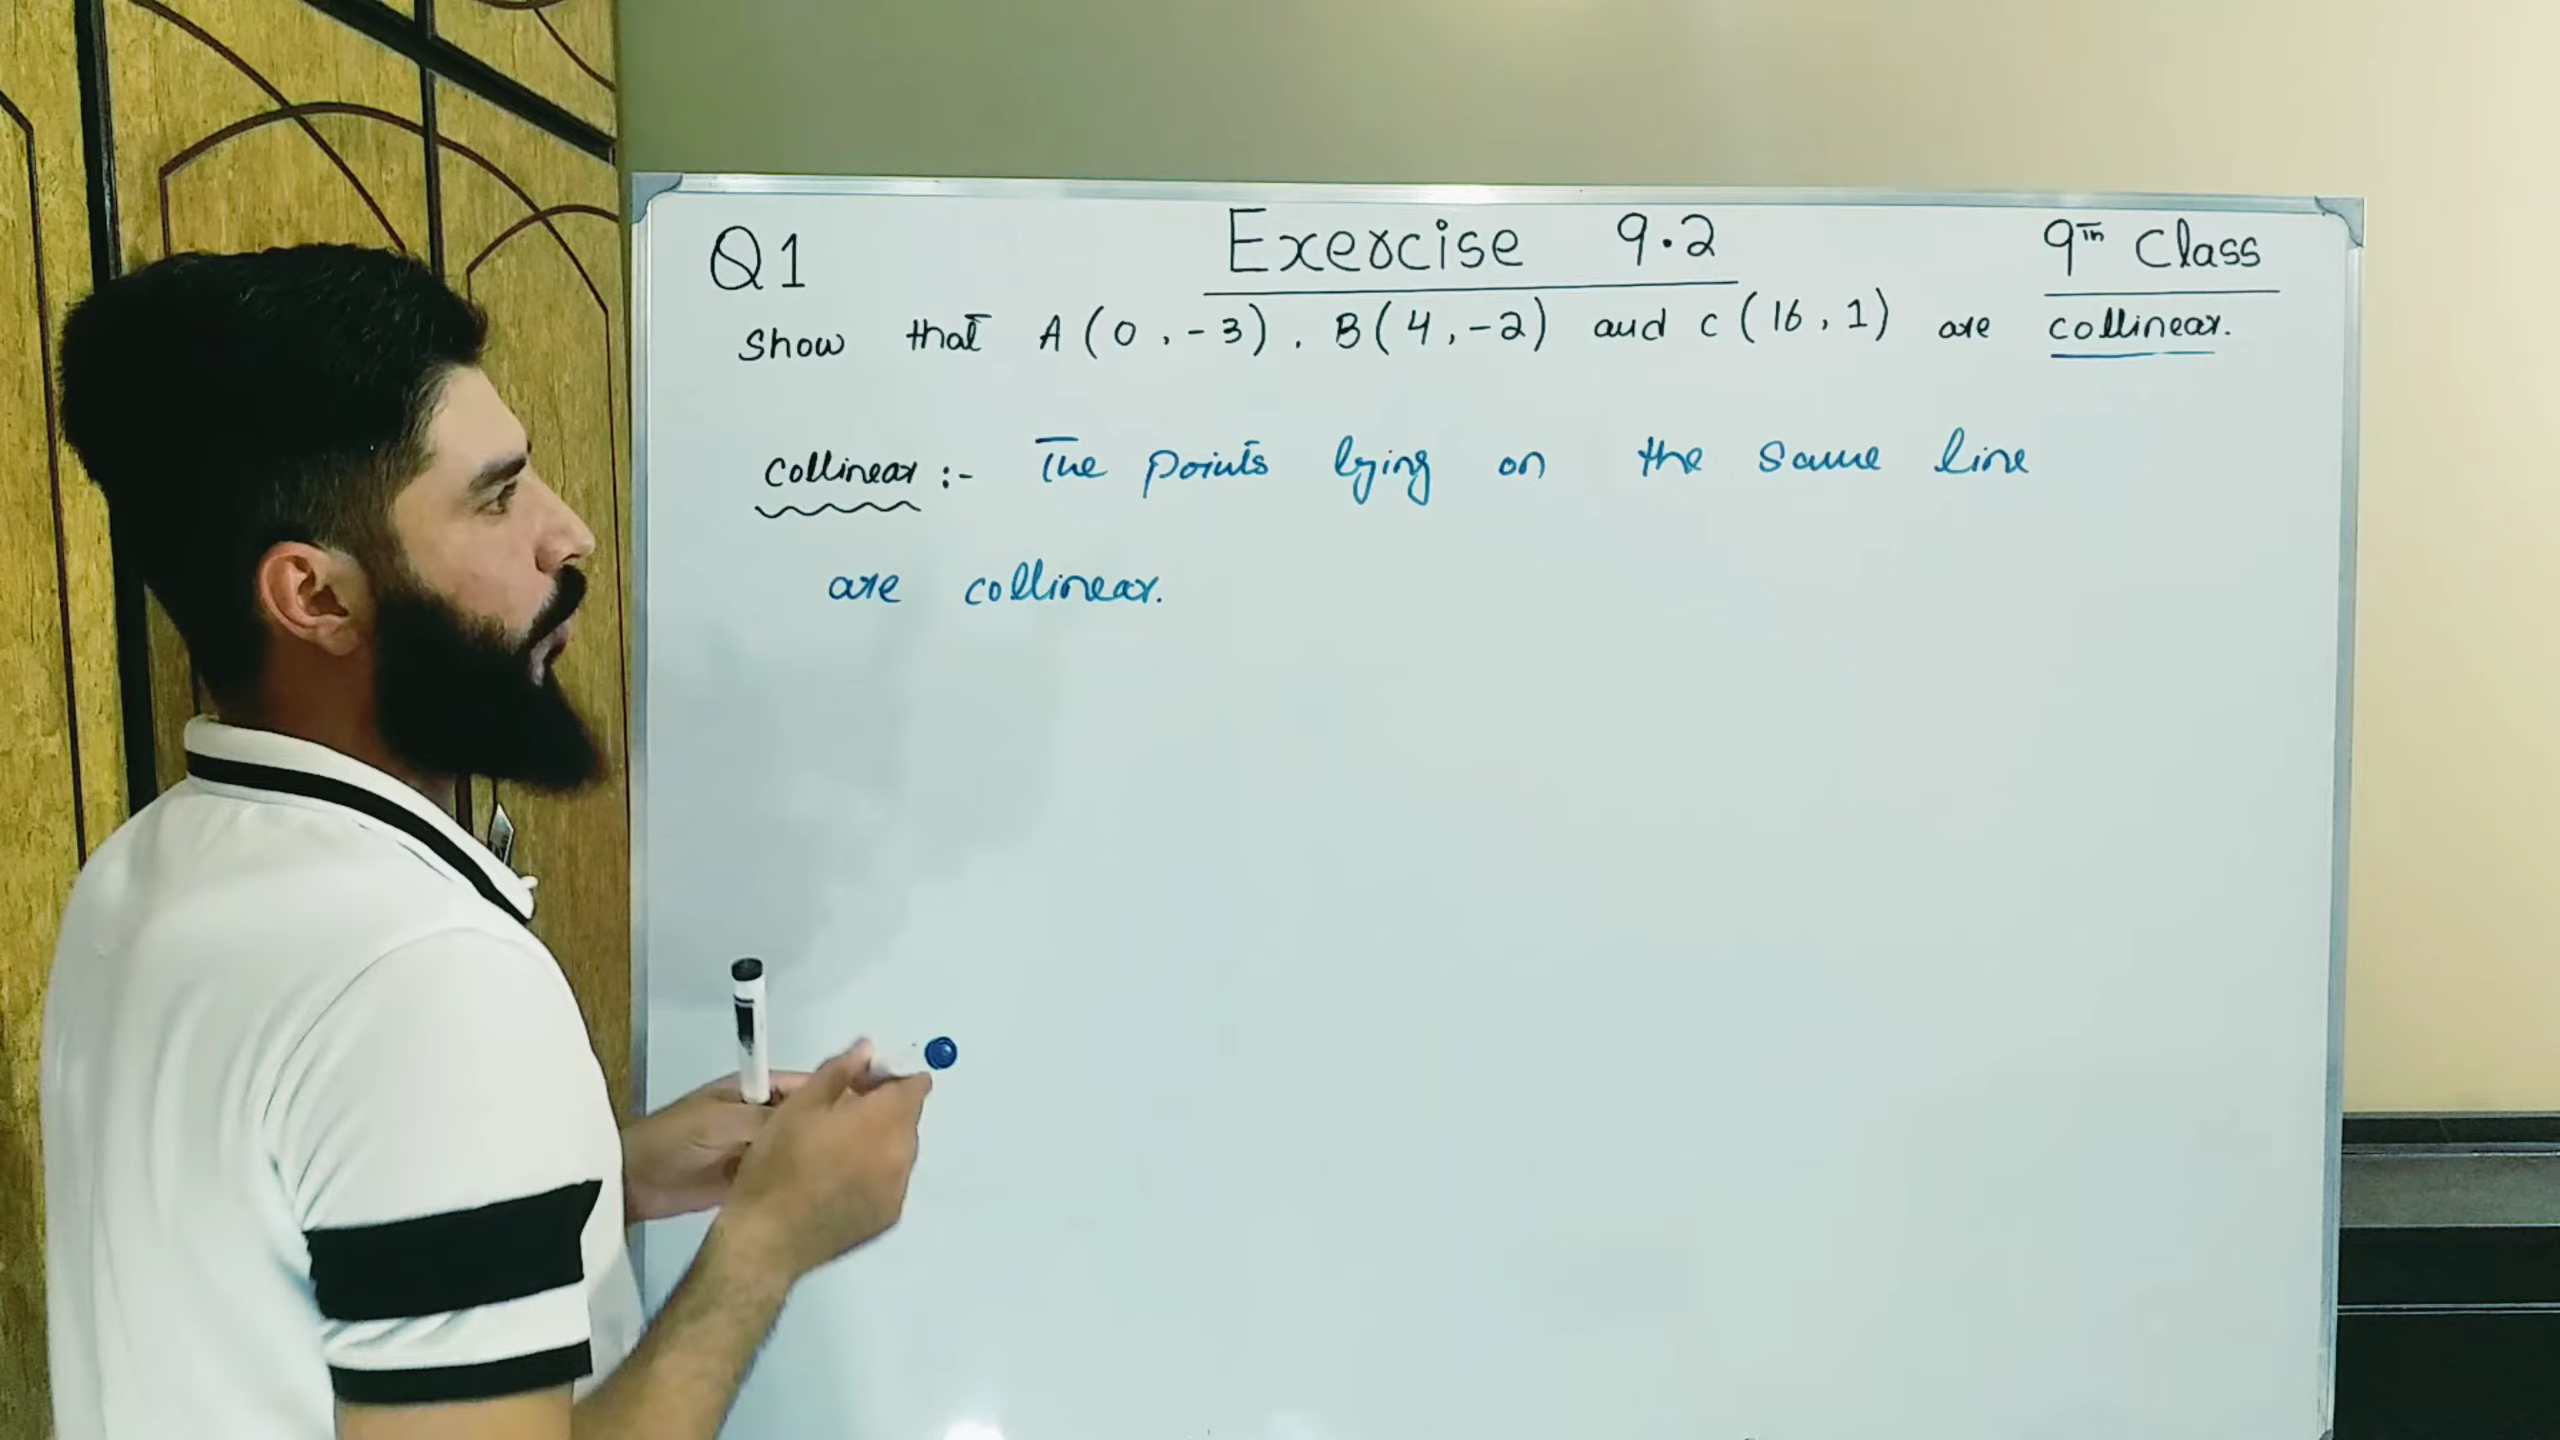 Q1 Exercise 9.2 9th Class
Show that A(0, -3), B(4, -2) and C(16, 1) are collinear.
Collinear :- The points lying on the same line
are collinear.